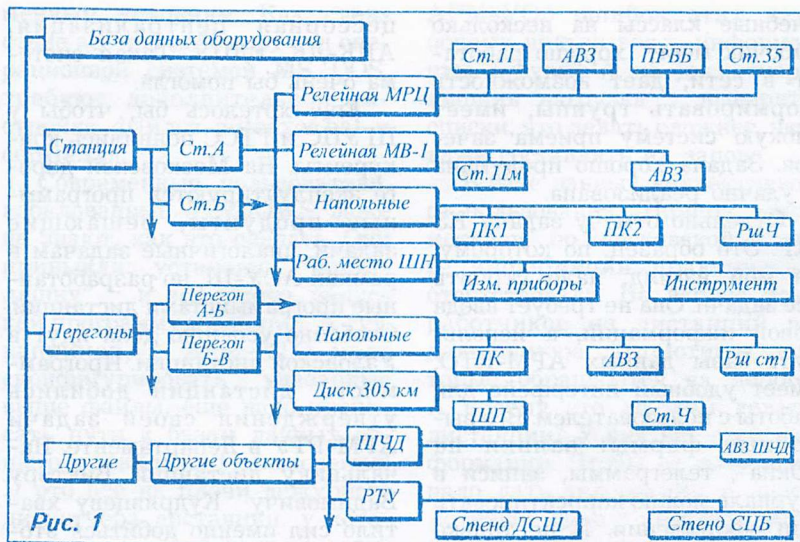 База данных оборудования
Ст.11 АВЗ ПРББ Ст.35
Релейная МРЦ
Станция Ст.А Релейная МВ-1
Ст.11м АВЗ
Ст.Б Напольные
ПК1 ПК2 РшЧ
Раб. место ШН
Изм. приборы Инструмент
Перегон
А-Б
Перегоны Напольные
Перегон
Б-В
ПК АВЗ Рш ст1
Диск 305 км
ШП Ст.Ч
Другие Другие объекты ШЧД АВЗ ШЧД
РТУ
Стенд ДСШ Стенд СЦБ
Рис. 1